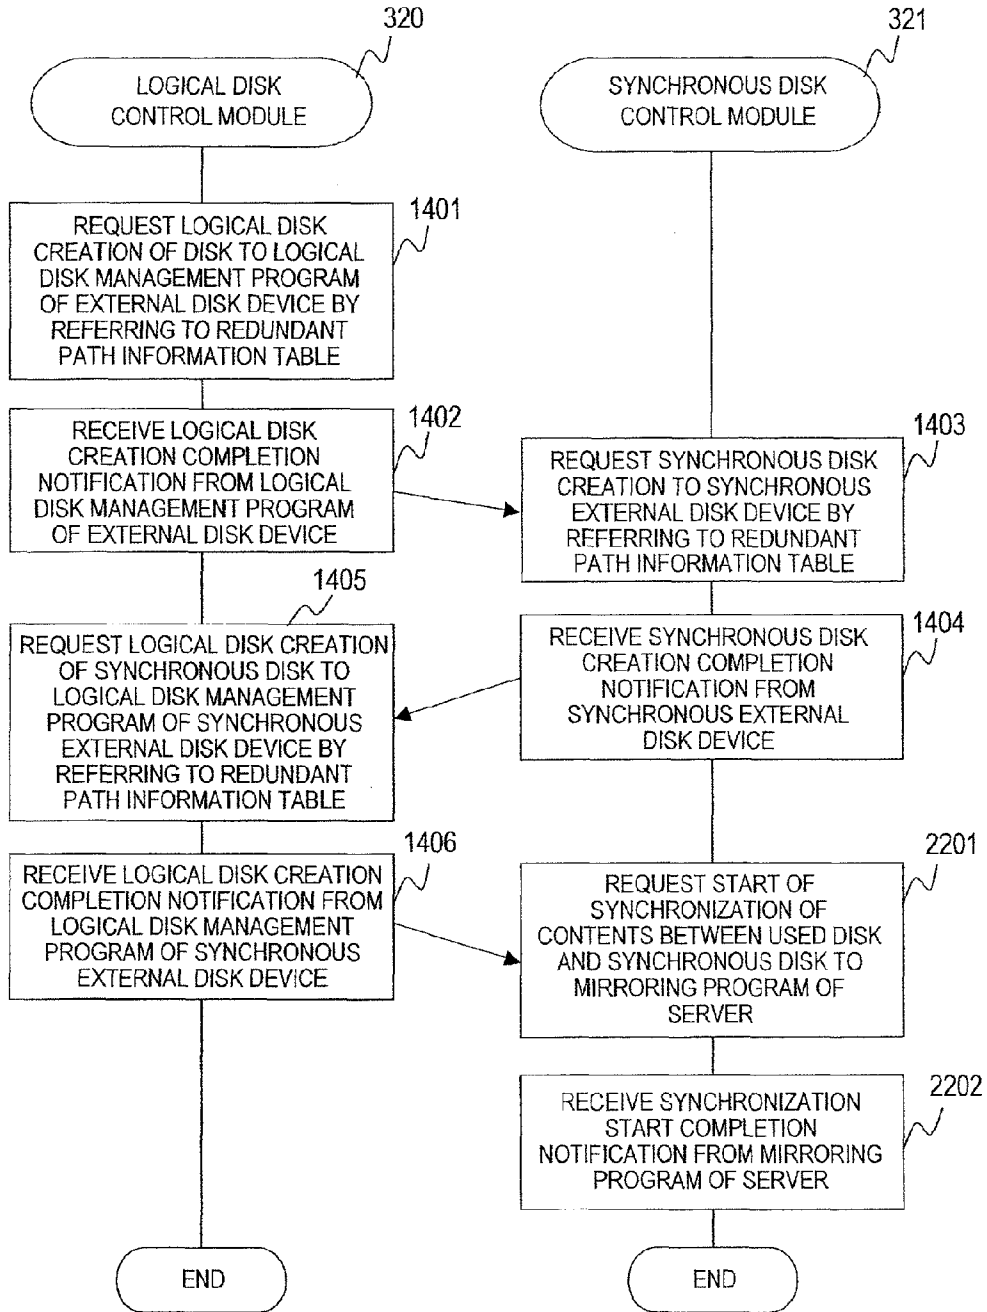 320
LOGICAL DISK
CONTROL MODULE
321
SYNCHRONOUS DISK
CONTROL MODULE
1401
REQUEST LOGICAL DISK
CREATION OF DISK TO LOGICAL
DISK MANAGEMENT PROGRAM
OF EXTERNAL DISK DEVICE BY
REFERRING TO REDUNDANT
PATH INFORMATION TABLE
1402
RECEIVE LOGICAL DISK
CREATION COMPLETION
NOTIFICATION FROM LOGICAL
DISK MANAGEMENT PROGRAM
OF EXTERNAL DISK DEVICE
1403
REQUEST SYNCHRONOUS DISK
CREATION TO SYNCHRONOUS
EXTERNAL DISK DEVICE BY
REFERRING TO REDUNDANT
PATH INFORMATION TABLE
1404
RECEIVE SYNCHRONOUS DISK
CREATION COMPLETION
NOTIFICATION FROM
SYNCHRONOUS EXTERNAL
DISK DEVICE
1405
REQUEST LOGICAL DISK CREATION
OF SYNCHRONOUS DISK TO
LOGICAL DISK MANAGEMENT
PROGRAM OF SYNCHRONOUS
EXTERNAL DISK DEVICE BY
REFERRING TO REDUNDANT
PATH INFORMATION TABLE
1406
RECEIVE LOGICAL DISK CREATION
COMPLETION NOTIFICATION FROM
LOGICAL DISK MANAGEMENT
PROGRAM OF SYNCHRONOUS
EXTERNAL DISK DEVICE
2201
REQUEST START OF
SYNCHRONIZATION OF
CONTENTS BETWEEN USED DISK
AND SYNCHRONOUS DISK TO
MIRRORING PROGRAM OF
SERVER
2202
RECEIVE SYNCHRONIZATION
START COMPLETION
NOTIFICATION FROM MIRRORING
PROGRAM OF SERVER
END
END